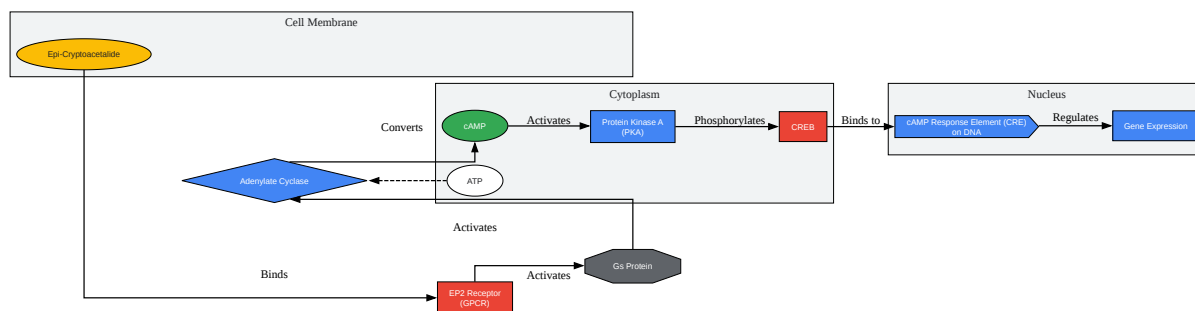 Cell Membrane
Epi-Cryptoacetalide
Cytoplasm
Nucleus
Converts
cAMP
Activates
Protein Kinase A
(PKA)
Phosphorylates
CREB
Binds to
cAMP Response Element (CRE)
on DNA
Regulates
Gene Expression
Adenylate Cyclase
ATP
Activates
Binds
Activates
Gs Protein
EP2 Receptor
(GPCR)